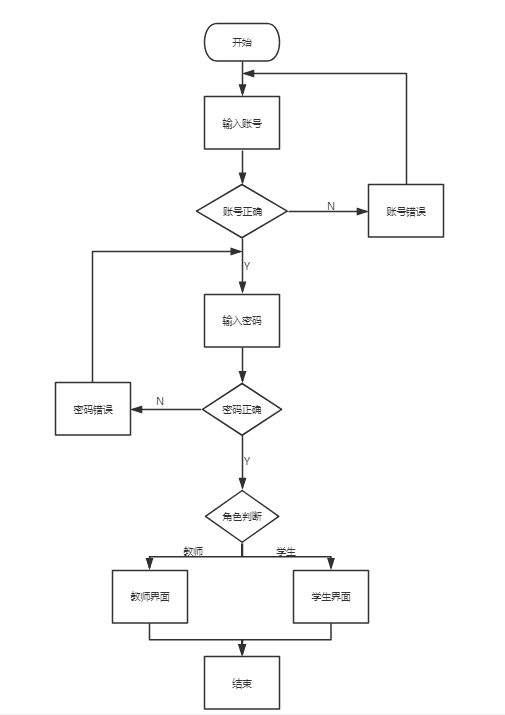 开始
输入账号
账号正确
N
账号错误
Y
输入密码
密码错误
N
密码正确
Y
角色判断
教师
学生
教师界面
学生界面
结束